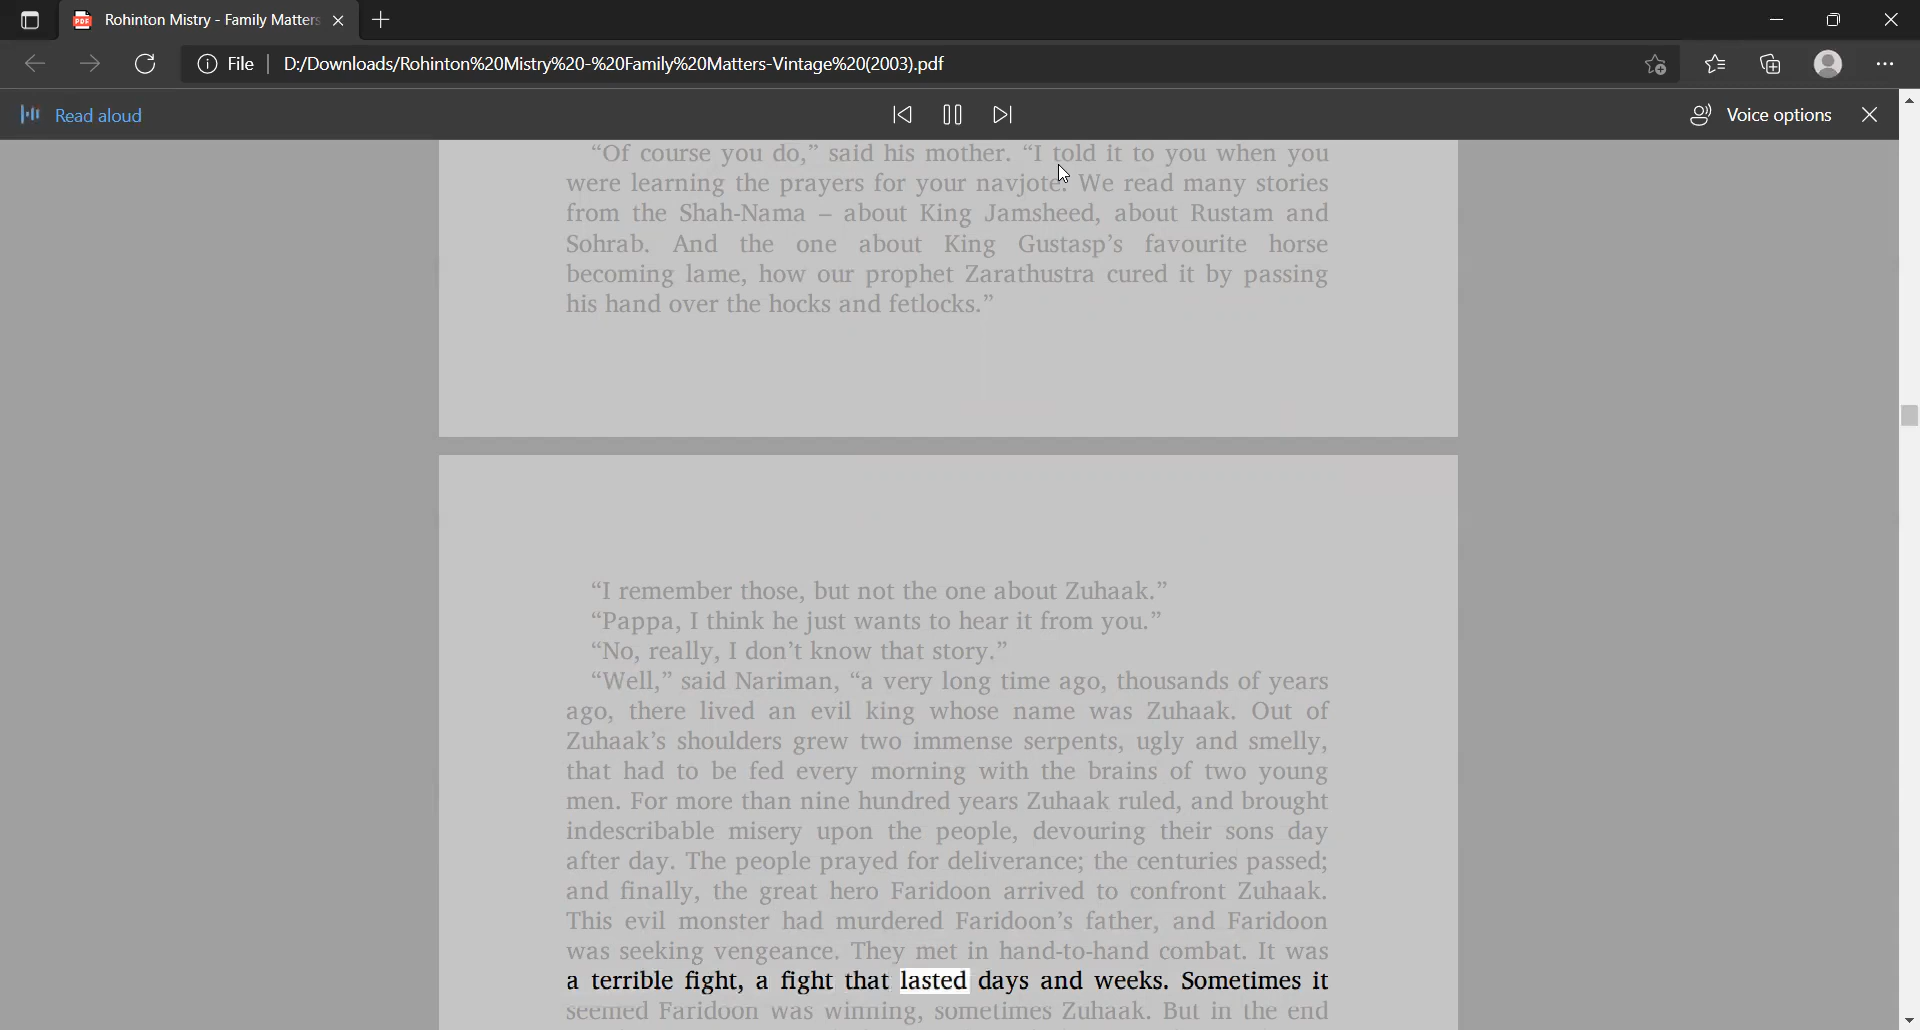 Rohinton Mistry - Family Matters
File D:/Downloads/Rohinton%20Mistry%20-%20Family%20Matters-Vintage%20(2003).pdf
Read aloud
Voice options
“Of course you do,” said his mother. “I told it to you when you
were learning the prayers for your navjote. We read many stories
from the Shah-Nama – about King Jamsheed, about Rustam and
Sohrab. And the one about King Gustasp’s favourite horse
becoming lame, how our prophet Zarathustra cured it by passing
his hand over the hocks and fetlocks.”
“I remember those, but not the one about Zuhaak.”
“Pappa, I think he just wants to hear it from you.”
“No, really, I don’t know that story.”
“Well,” said Nariman, “a very long time ago, thousands of years
ago, there lived an evil king whose name was Zuhaak. Out of
Zuhaak’s shoulders grew two immense serpents, ugly and smelly,
that had to be fed every morning with the brains of two young
men. For more than nine hundred years Zuhaak ruled, and brought
indescribable misery upon the people, devouring their sons day
after day. The people prayed for deliverance; the centuries passed;
and finally, the great hero Faridoon arrived to confront Zuhaak.
This evil monster had murdered Faridoon’s father, and Faridoon
was seeking vengeance. They met in hand-to-hand combat. It was
a terrible fight, a fight that lasted days and weeks. Sometimes it
seemed Faridoon was winning, sometimes Zuhaak. But in the end